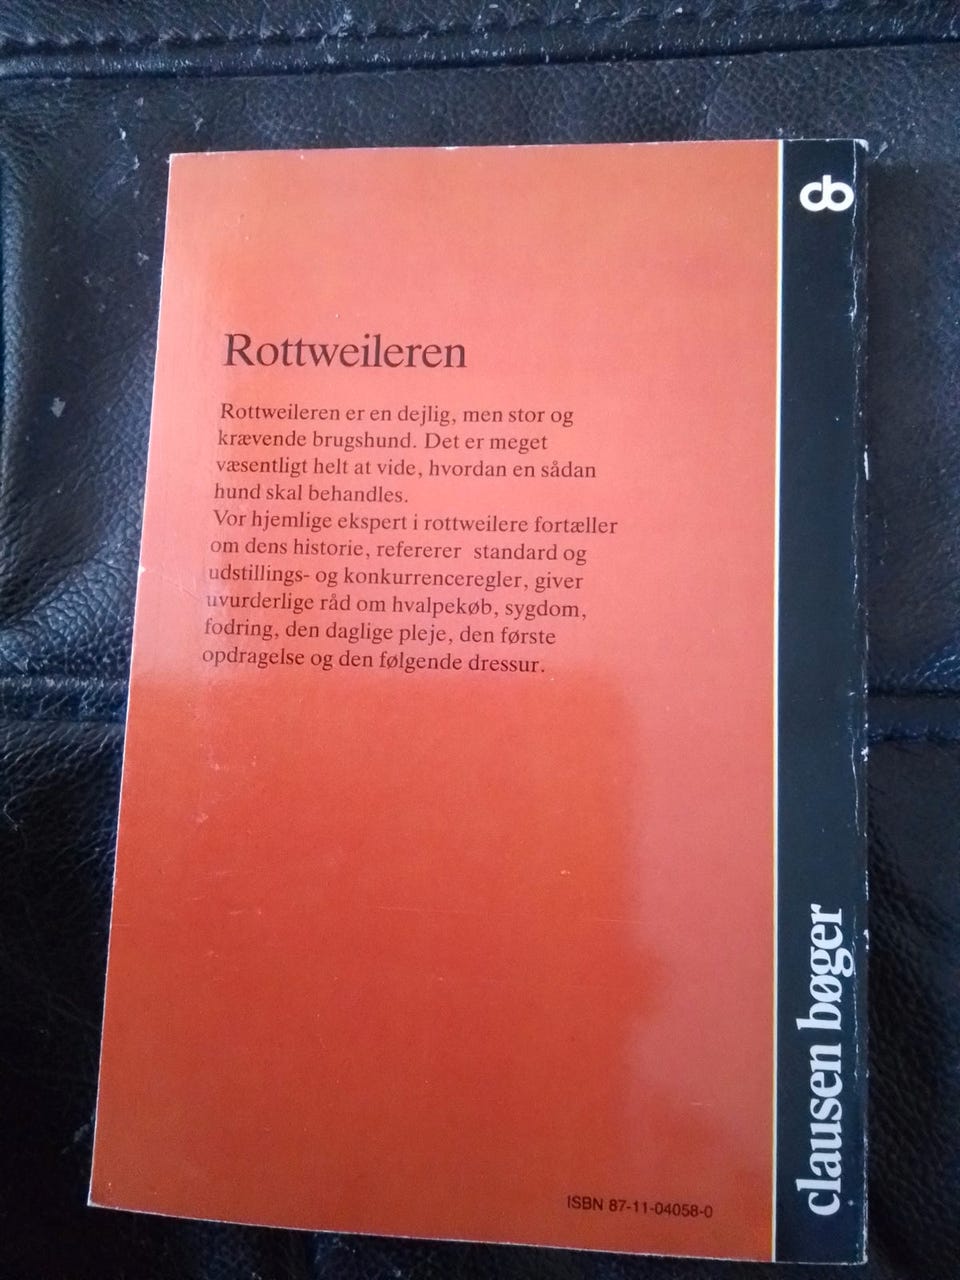 Rottweileren
Rottweileren er en dejlig, men stor og
krævende brugshund. Det er meget
væsentligt helt at vide, hvordan en sådan
hund skal behandles.
Vor hjemlige ekspert i rottweilere fortæller
om dens historie, refererer standard og
udstillings- og konkurrenceregler, giver
uvurderlige råd om hvalpekøb, sygdom,
fodring, den daglige pleje, den første
opdragelse og den følgende dressur.
ISBN 87-11-04058-0
cb
clausen bøger